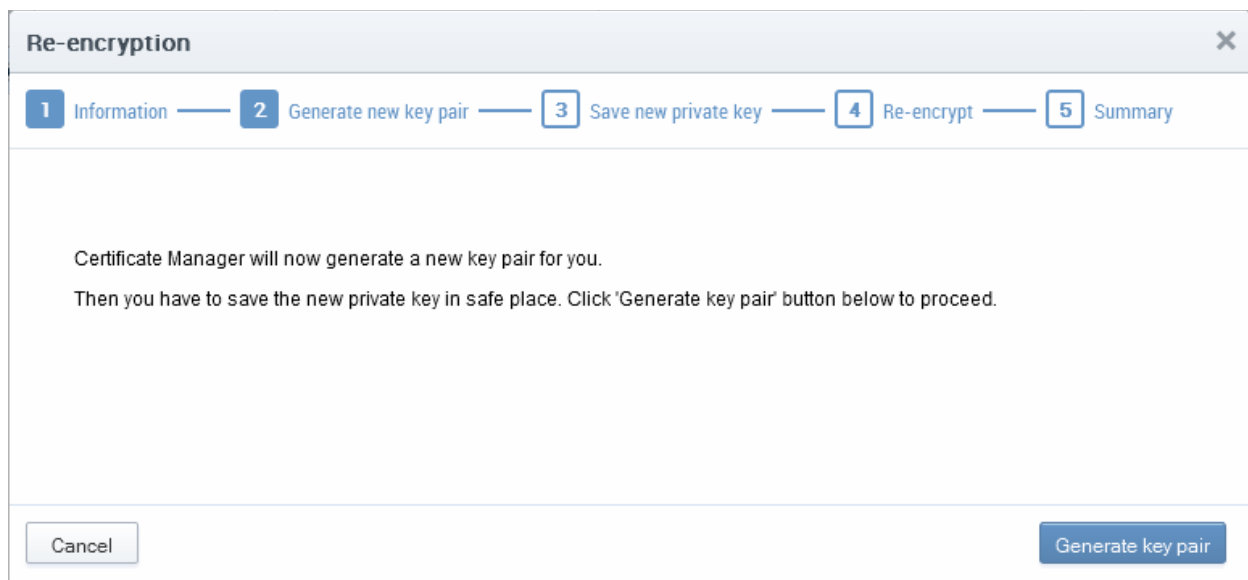 Re-encryption
1 Information 2 Generate new key pair 3 Save new private key 4 Re-encrypt 5 Summary
Certificate Manager will now generate a new key pair for you.
Then you have to save the new private key in safe place. Click 'Generate key pair' button below to proceed.
Cancel Generate key pair